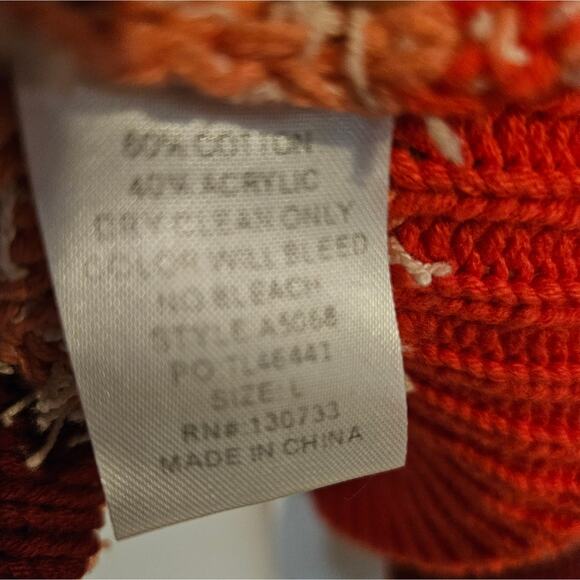 60% COTTON
40% ACRYLIC
DRY CLEAN ONLY
COLOR WILL BLEED
NO BLEACH
STYLE:A5068
PO:TL46441
SIZE: L
RN#:130733
MADE IN CHINA